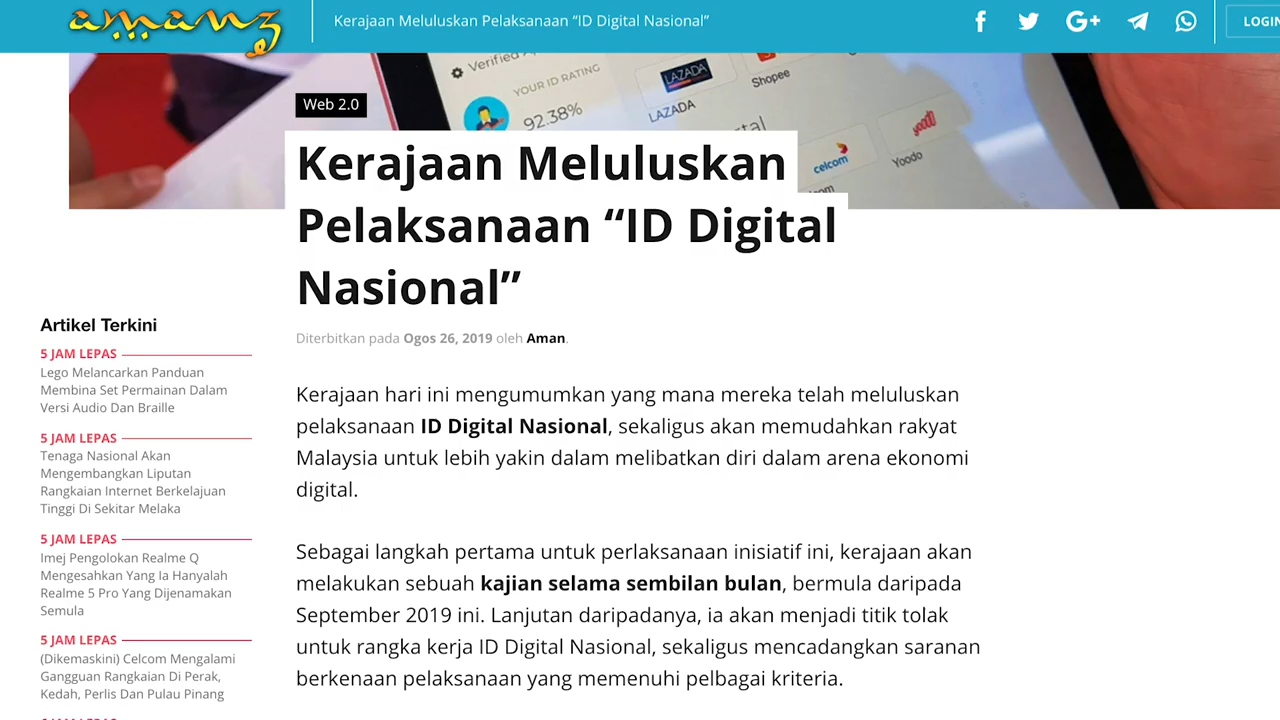 amanz
Kerajaan Meluluskan Pelaksanaan “ID Digital Nasional”
LOGIN
Verified
YOUR ID RATING
92.38%
LAZADA
LAZADA
Shopee
celcom
yoodo
Yoodo
Web 2.0
Kerajaan Meluluskan
Pelaksanaan “ID Digital
Nasional”
Diterbitkan pada Ogos 26, 2019 oleh Aman.
Kerajaan hari ini mengumumkan yang mana mereka telah meluluskan
pelaksanaan ID Digital Nasional, sekaligus akan memudahkan rakyat
Malaysia untuk lebih yakin dalam melibatkan diri dalam arena ekonomi
digital.
Sebagai langkah pertama untuk perlaksanaan inisiatif ini, kerajaan akan
melakukan sebuah kajian selama sembilan bulan, bermula daripada
September 2019 ini. Lanjutan daripadanya, ia akan menjadi titik tolak
untuk rangka kerja ID Digital Nasional, sekaligus mencadangkan saranan
berkenaan pelaksanaan yang memenuhi pelbagai kriteria.
Artikel Terkini
5 JAM LEPAS
Lego Melancarkan Panduan
Membina Set Permainan Dalam
Versi Audio Dan Braille
5 JAM LEPAS
Tenaga Nasional Akan
Mengembangkan Liputan
Rangkaian Internet Berkelajuan
Tinggi Di Sekitar Melaka
5 JAM LEPAS
Imej Pengolokan Realme Q
Mengesahkan Yang Ia Hanyalah
Realme 5 Pro Yang Dijenamakan
Semula
5 JAM LEPAS
(Dikemaskini) Celcom Mengalami
Gangguan Rangkaian Di Perak,
Kedah, Perlis Dan Pulau Pinang